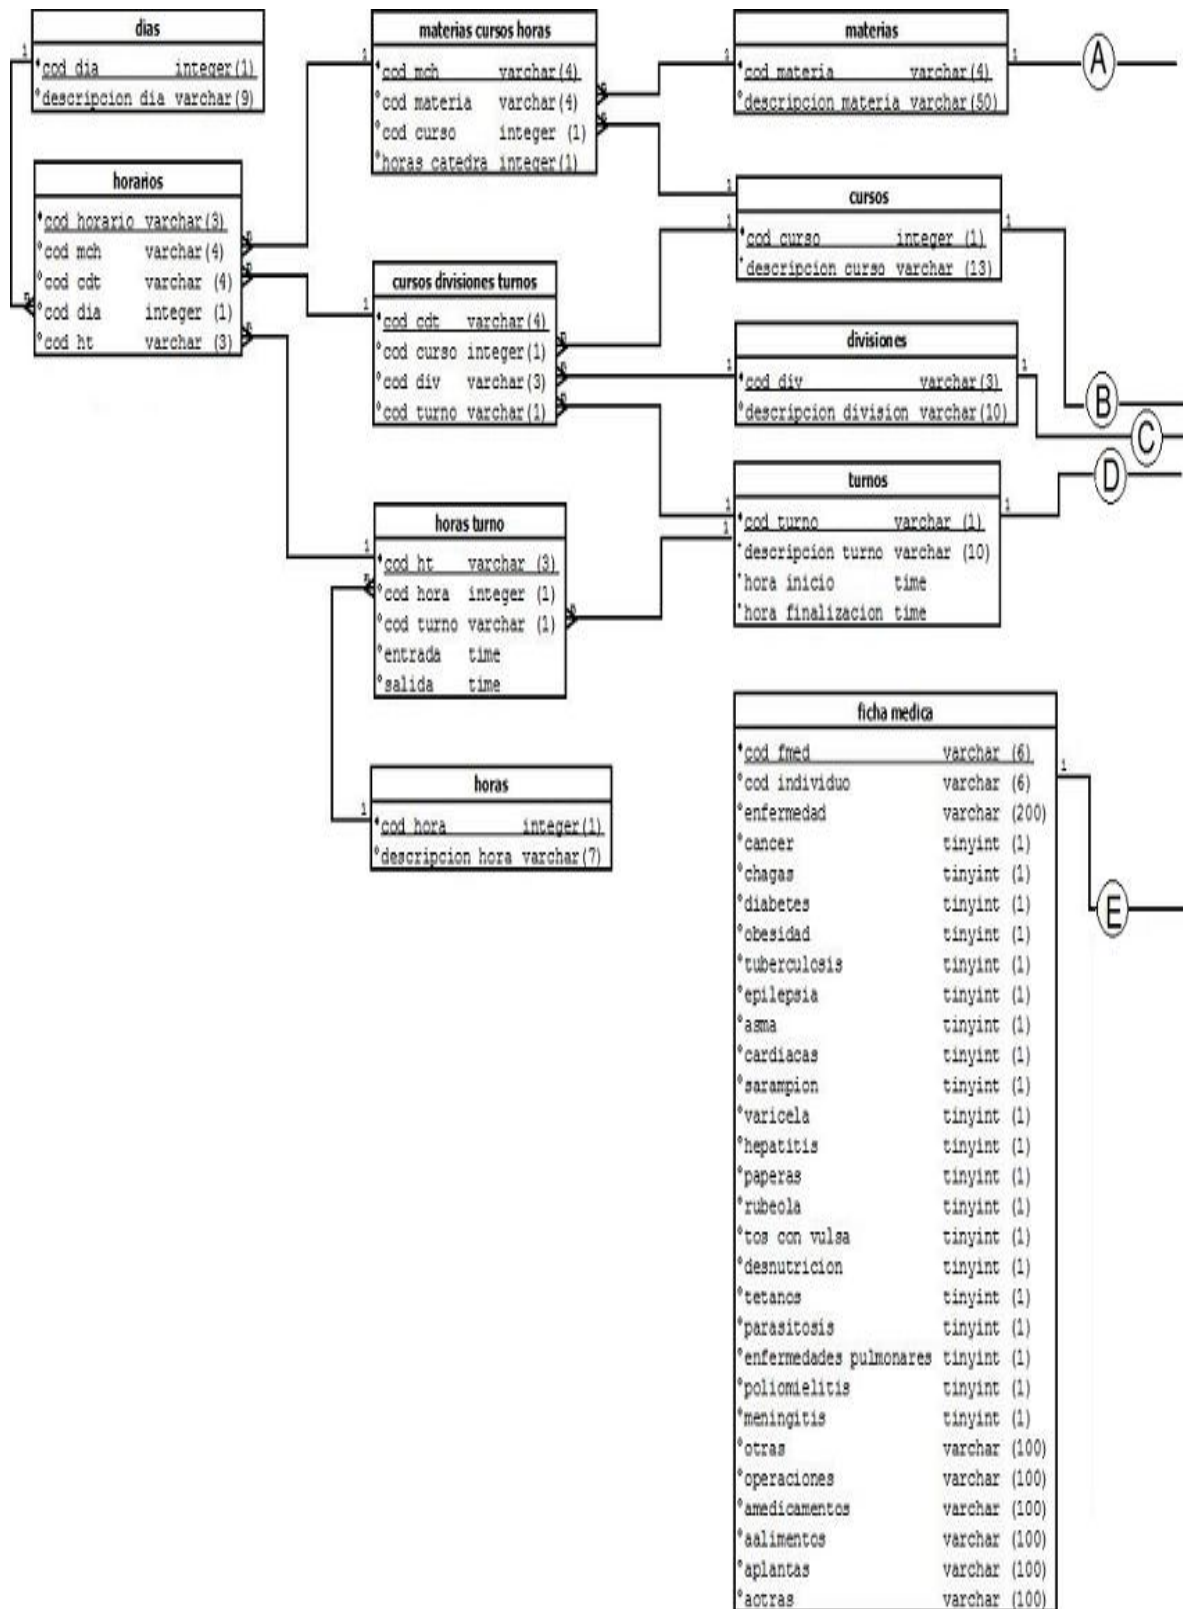 dias
cod dia integer(1)
descripcion dia varchar(9)
materias cursos horas
cod mch varchar(4)
cod materia varchar(4)
cod curso integer (1)
horas catedra integer(1)
materias
cod materia varchar(4)
descripcion materia varchar(50)
A
horarios
cod horario varchar(3)
cod mch varchar(4)
cod cdt varchar (4)
cod dia integer (1)
cod ht varchar (3)
cursos
cod curso integer (1)
descripcion curso varchar (13)
B
cursos divisiones turnos
cod cdt varchar(4)
cod curso integer(1)
cod div varchar(3)
cod turno varchar(1)
divisiones
cod div varchar(3)
descripcion division varchar(10)
C
turnos
cod turno varchar (1)
descripcion turno varchar (10)
hora inicio time
hora finalizacion time
D
horas turno
cod ht varchar (3)
cod hora integer (1)
cod turno varchar (1)
entrada time
salida time
horas
cod hora integer(1)
descripcion hora varchar(7)
ficha medica
cod fmed varchar (6)
cod individuo varchar (6)
enfermedad varchar (200)
cancer tinyint (1)
chagas tinyint (1)
diabetes tinyint (1)
obesidad tinyint (1)
tuberculosis tinyint (1)
epilepsia tinyint (1)
asma tinyint (1)
cardiacas tinyint (1)
sarampion tinyint (1)
varicela tinyint (1)
hepatitis tinyint (1)
paperas tinyint (1)
rubeola tinyint (1)
tos con vulsa tinyint (1)
desnutricion tinyint (1)
tetanos tinyint (1)
parasitosis tinyint (1)
enfermedades pulmonares tinyint (1)
poliomielitis tinyint (1)
meningitis tinyint (1)
otras varchar (100)
operaciones varchar (100)
amedicamentos varchar (100)
aalimentos varchar (100)
aplantas varchar (100)
aotras varchar (100)
E